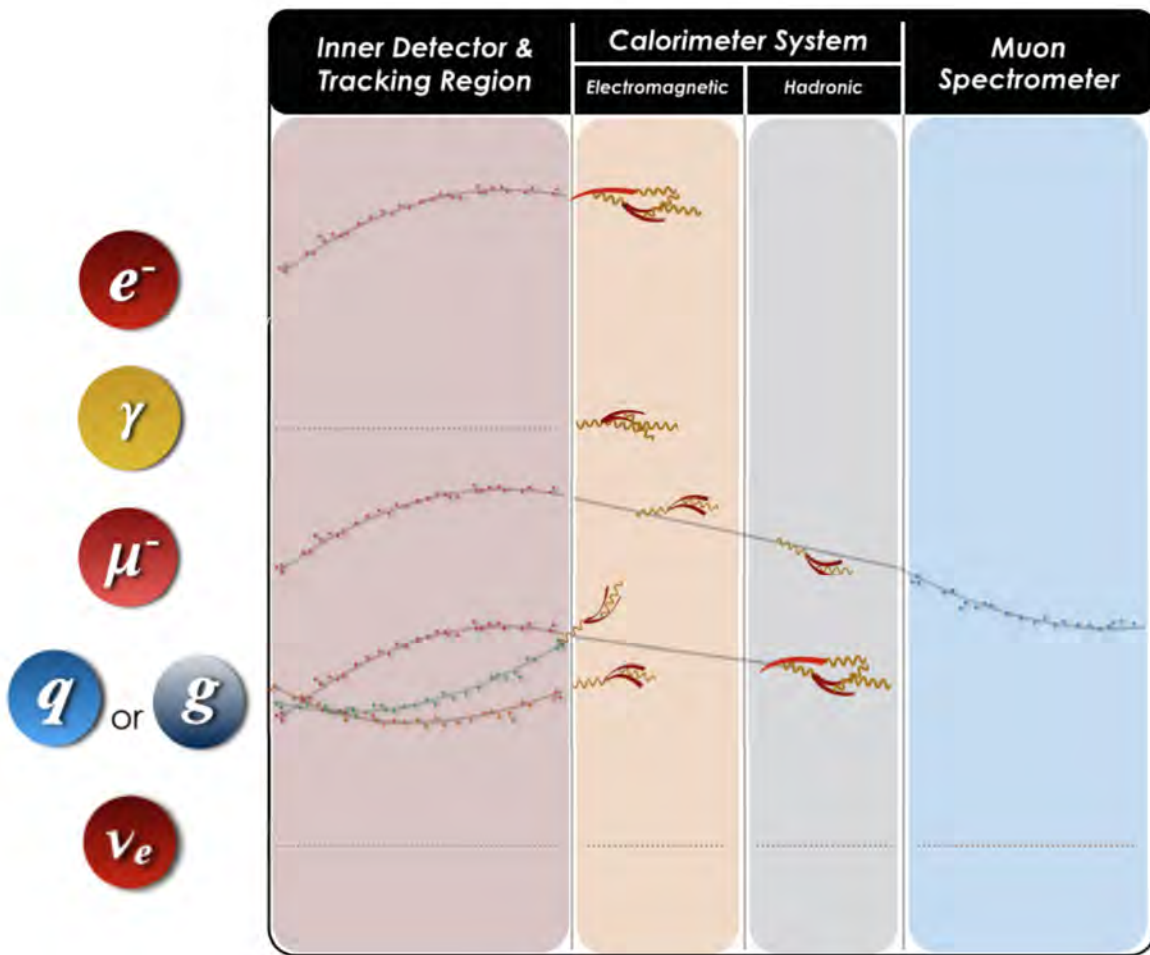 Inner Detector &
Tracking Region
Calorimeter System
Electromagnetic
Hadronic
Muon
Spectrometer
e⁻
γ
μ⁻
q or g
νₑ